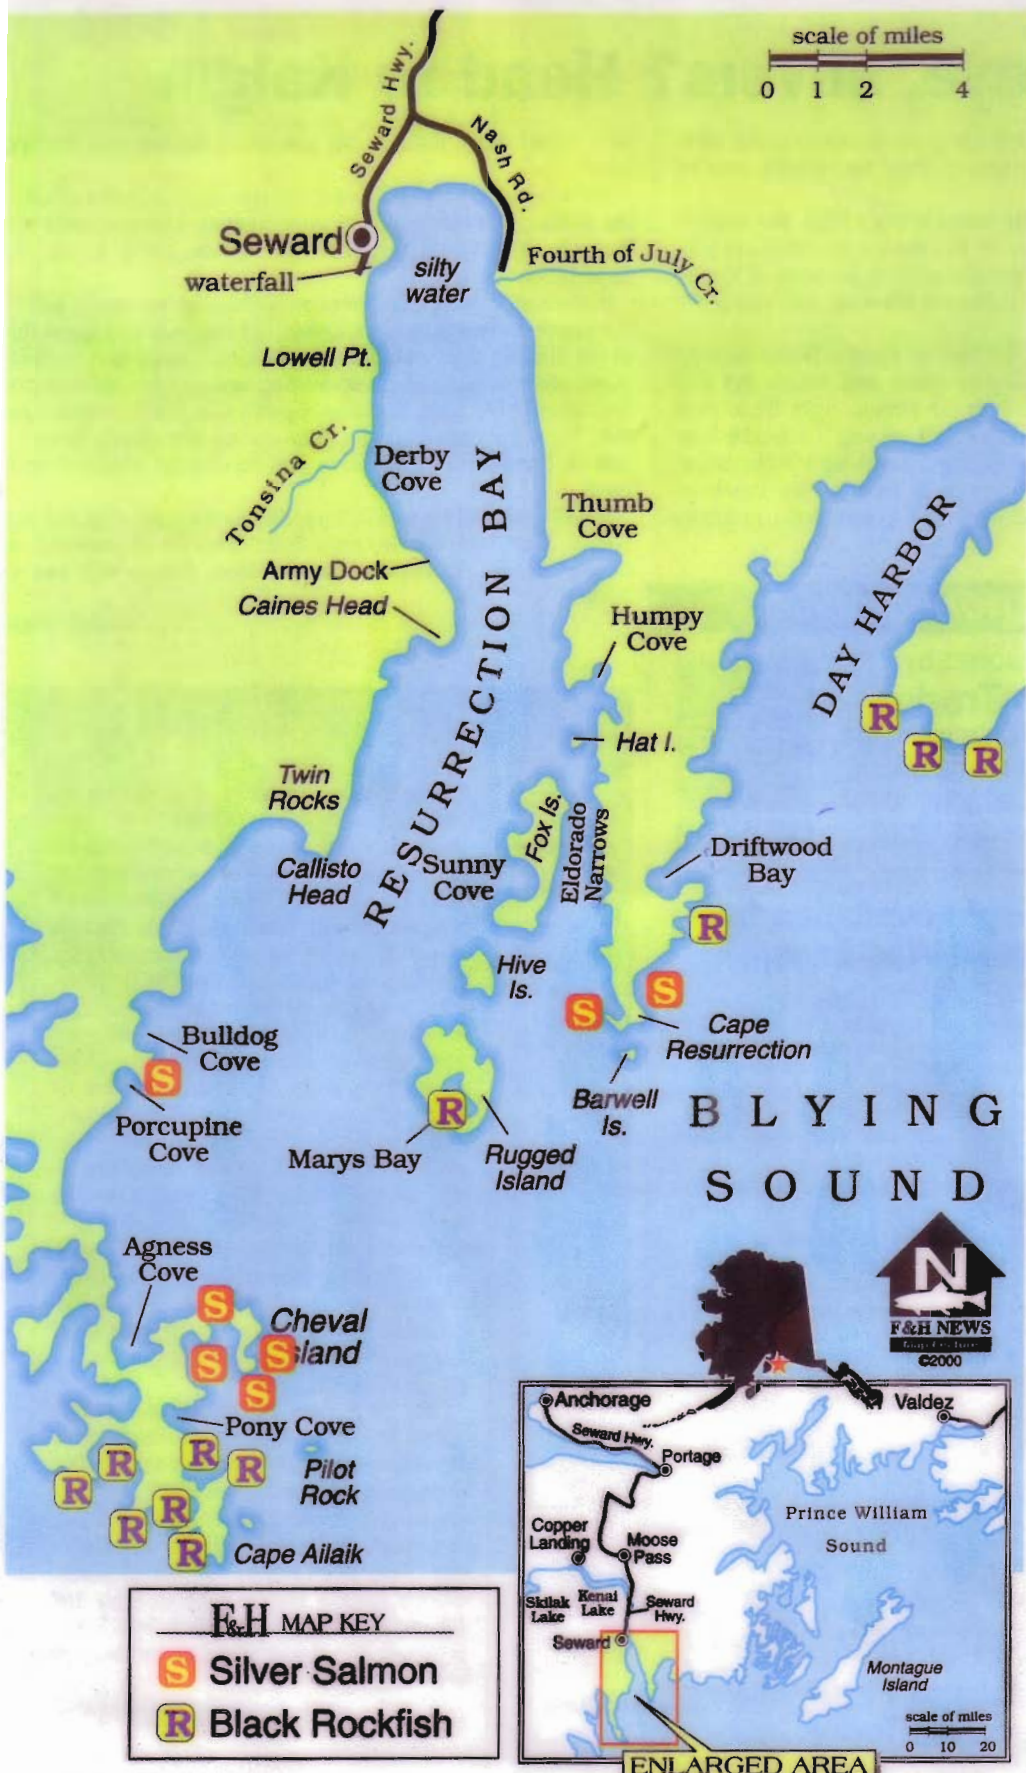 scale of miles
0 1 2 4
Seward Hwy.
Nash Rd.
Seward
waterfall
silty
water
Fourth of July Cr.
Lowell Pt.
Tonsina Cr.
Derby
Cove
RESURRECTION BAY
Thumb
Cove
DAY HARBOR
Army Dock
Caines Head
Humpy
Cove
R
R
R
Hat I.
Twin
Rocks
Fox Is.
Eldorado
Narrows
Driftwood
Bay
Callisto
Head
Sunny
Cove
R
Hive
Is.
S
S
Cape
Resurrection
Bulldog
Cove
S
Porcupine
Cove
Barwell
Is.
R
Marys Bay
Rugged
Island
BLYING
SOUND
Agness
Cove
S
Cheval
Island
S
S
S
Pony Cove
R
R
R
R
R
R
R
Pilot
Rock
Cape Ailaik
N
F&H NEWS
©2000
Anchorage
Valdez
Seward Hwy.
Portage
Prince William
Sound
Copper
Landing
Moose
Pass
Skilak
Lake
Kenai
Lake
Seward
Hwy.
Seward
Montague
Island
scale of miles
0 10 20
ENLARGED AREA
F&H MAP KEY
S Silver Salmon
R Black Rockfish